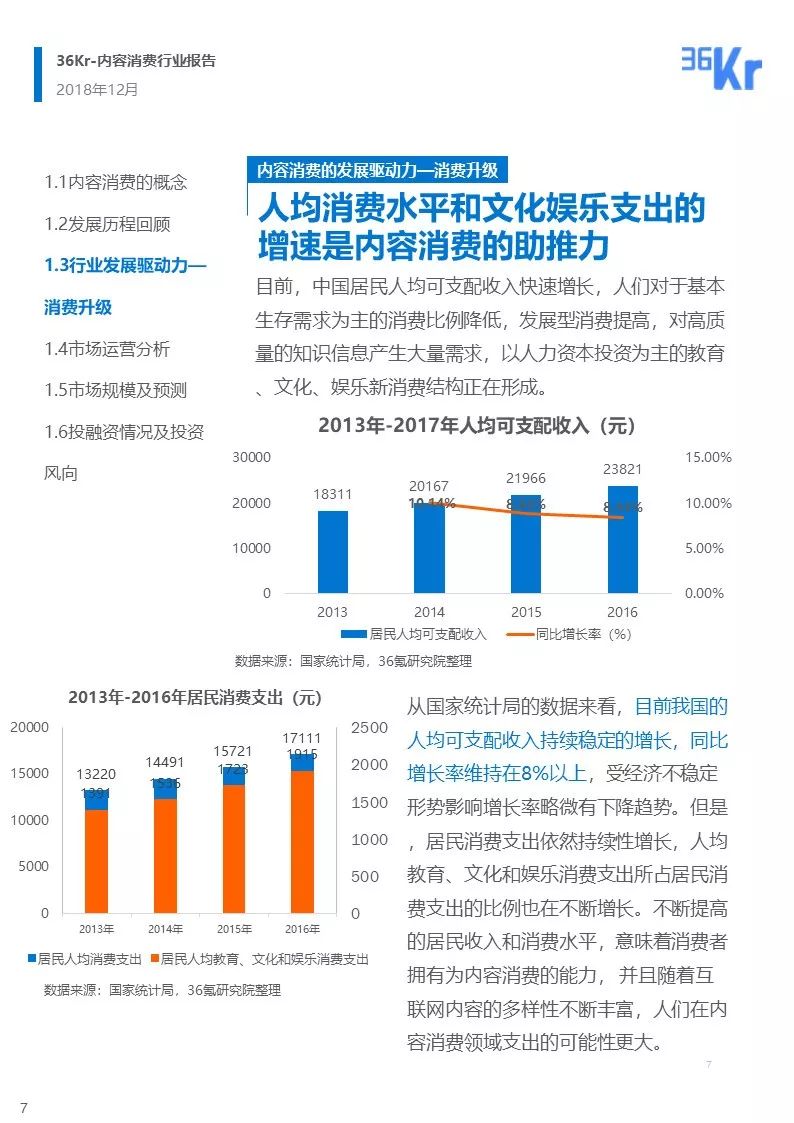 36Kr-内容消费行业报告
2018年12月
36Kr
1.1内容消费的概念
1.2发展历程回顾
1.3行业发展驱动力—
消费升级
1.4市场运营分析
1.5市场规模及预测
1.6投融资情况及投资
风向
内容消费的发展驱动力—消费升级
人均消费水平和文化娱乐支出的
增速是内容消费的助推力
目前，中国居民人均可支配收入快速增长，人们对于基本
生存需求为主的消费比例降低，发展型消费提高，对高质
量的知识信息产生大量需求，以人力资本投资为主的教育
、文化、娱乐新消费结构正在形成。
2013年-2017年人均可支配收入（元）
30000
20000
10000
0
15.00%
10.00%
5.00%
0.00%
18311
20167
21966
23821
10.14%
2013
2014
2015
2016
居民人均可支配收入
同比增长率（%）
数据来源：国家统计局，36氪研究院整理
2013年-2016年居民消费支出（元）
20000
15000
10000
5000
0
2500
2000
1500
1000
500
0
13220
14491
15721
17111
1391
1536
1723
1915
2013年
2014年
2015年
2016年
居民人均消费支出
居民人均教育、文化和娱乐消费支出
数据来源：国家统计局，36氪研究院整理
从国家统计局的数据来看，目前我国的
人均可支配收入持续稳定的增长，同比
增长率维持在8%以上，受经济不稳定
形势影响增长率略微有下降趋势。但是
，居民消费支出依然持续性增长，人均
教育、文化和娱乐消费支出所占居民消
费支出的比例也在不断增长。不断提高
的居民收入和消费水平，意味着消费者
拥有为内容消费的能力， 并且随着互
联网内容的多样性不断丰富，人们在内
容消费领域支出的可能性更大。
7
7